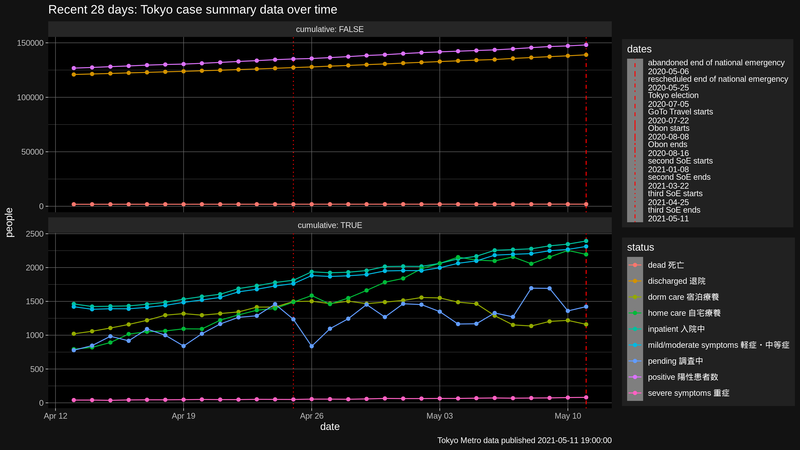 Recent 28 days: Tokyo case summary data over time
cumulative: FALSE
150000
100000
50000
0
cumulative: TRUE
2500
2000
1500
1000
500
0
people
Apr 12
Apr 19
Apr 26
May 03
May 10
date
dates
abandoned end of national emergency
2020-05-06
rescheduled end of national emergency
2020-05-25
Tokyo election
2020-07-05
GoTo Travel starts
2020-07-22
Obon starts
2020-08-08
Obon ends
2020-08-16
second SoE starts
2021-01-08
second SoE ends
2021-03-22
third SoE starts
2021-04-25
third SoE ends
2021-05-11
status
dead 死亡
discharged 退院
dorm care 宿泊療養
home care 自宅療養
inpatient 入院中
mild/moderate symptoms 軽症・中等症
pending 調査中
positive 陽性患者数
severe symptoms 重症
Tokyo Metro data published 2021-05-11 19:00:00